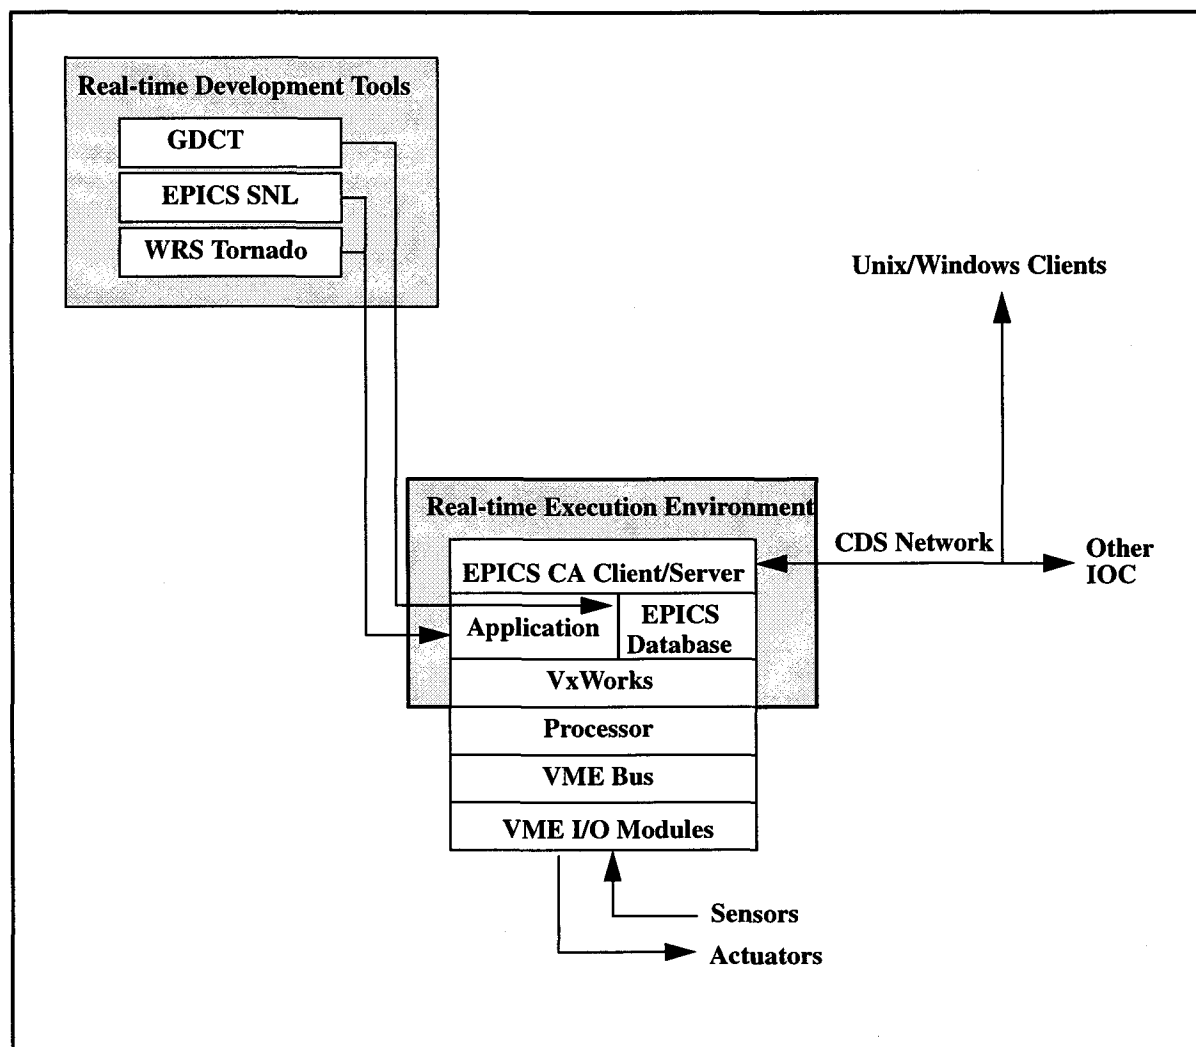 Real-time Development Tools
GDCT
EPICS SNL
WRS Tornado
Unix/Windows Clients
Real-time Execution Environment
CDS Network
Other
IOC
EPICS CA Client/Server
Application
EPICS
Database
VxWorks
Processor
VME Bus
VME I/O Modules
Sensors
Actuators